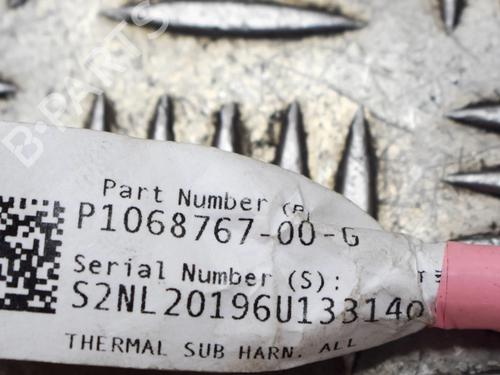 B-PARTS
Part Number (P)
P1068767-00-G
Serial Number (S):
S2NL20196U133140
THERMAL SUB HARN. ALL